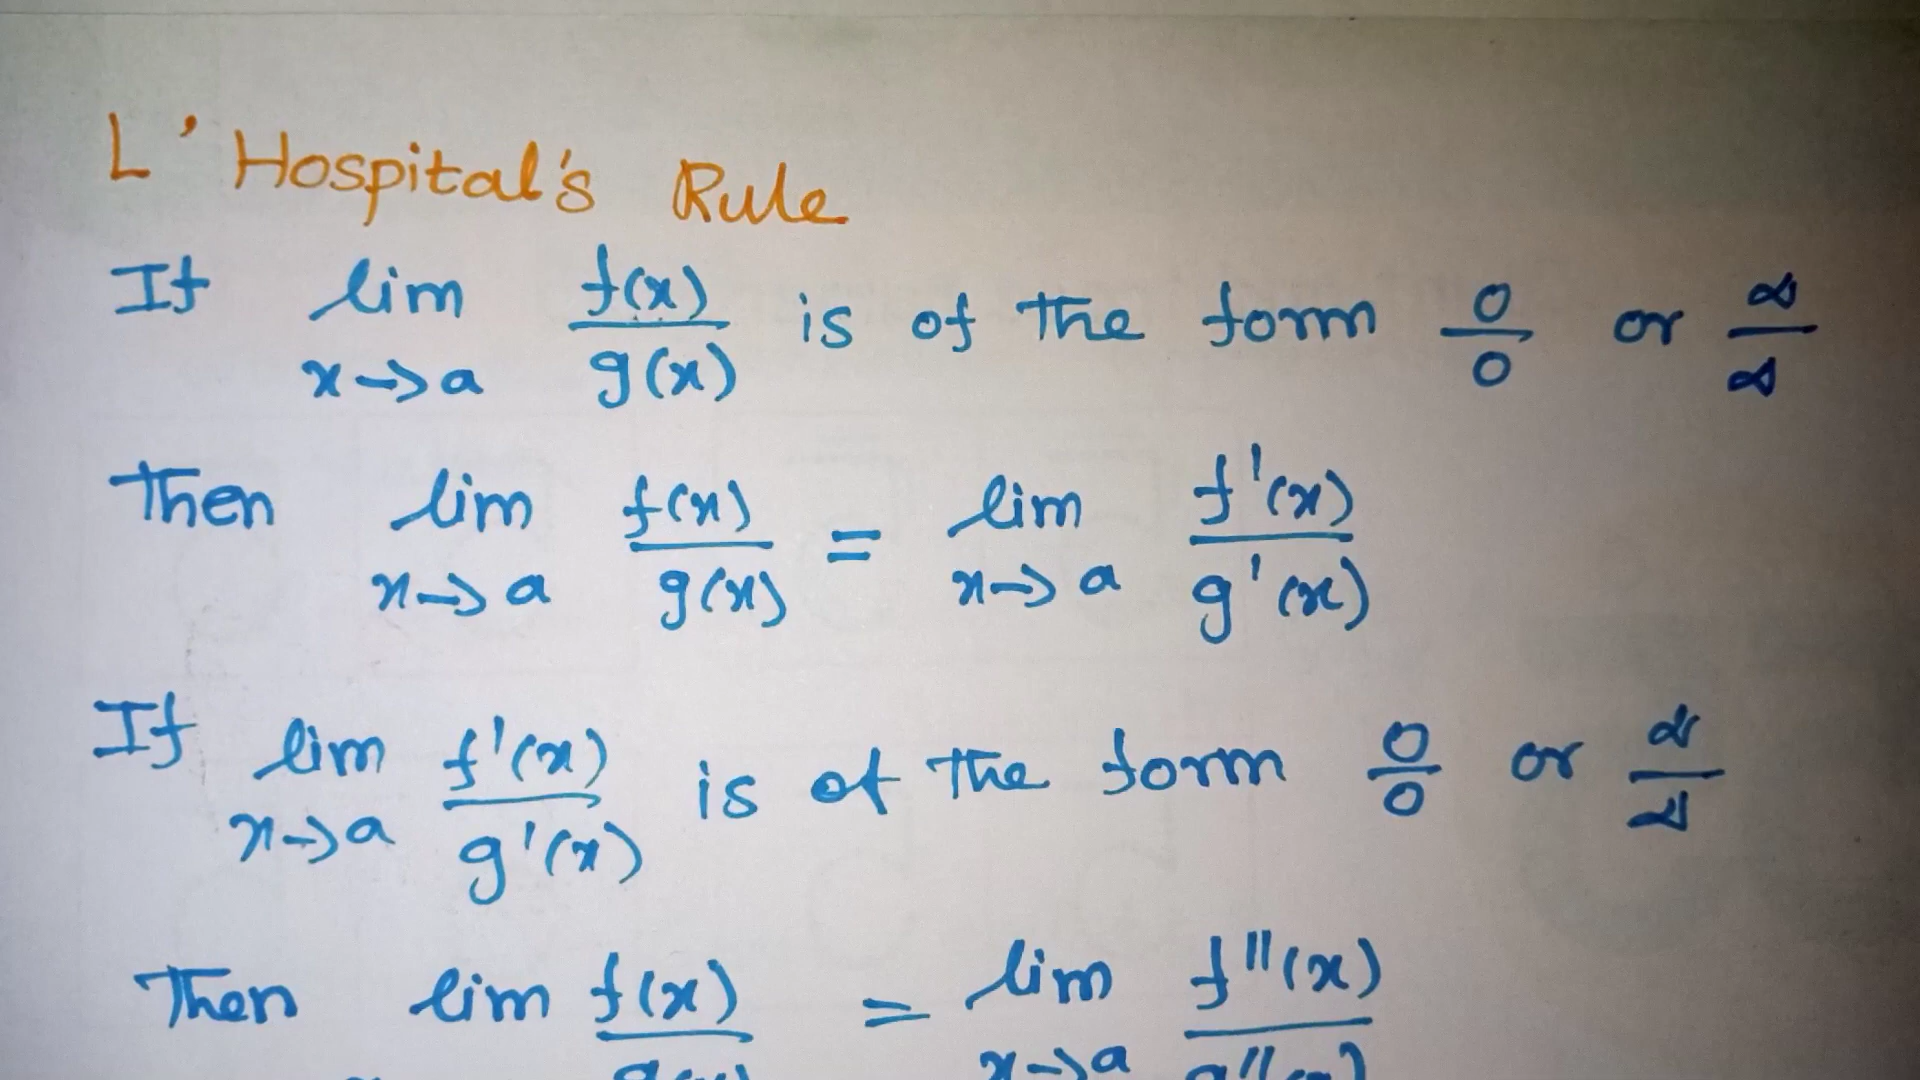 L'Hospital's Rule
If lim x→a f(x)/g(x) is of the form 0/0 or ∞/∞
Then lim x→a f(x)/g(x) = lim x→a f'(x)/g'(x)
If lim x→a f'(x)/g'(x) is of the form 0/0 or ∞/∞
Then lim f(x) = lim x→a f''(x)